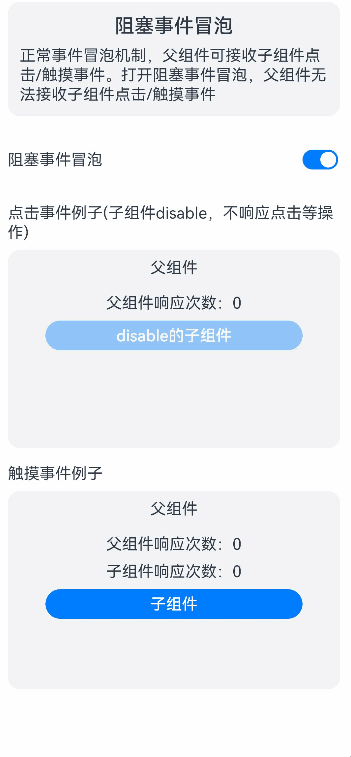 阻塞事件冒泡
正常事件冒泡机制，父组件可接收子组件点
击/触摸事件。打开阻塞事件冒泡，父组件无
法接收子组件点击/触摸事件
阻塞事件冒泡
点击事件例子(子组件disable，不响应点击等操
作)
父组件
父组件响应次数：0
disable的子组件
触摸事件例子
父组件
父组件响应次数：0
子组件响应次数：0
子组件